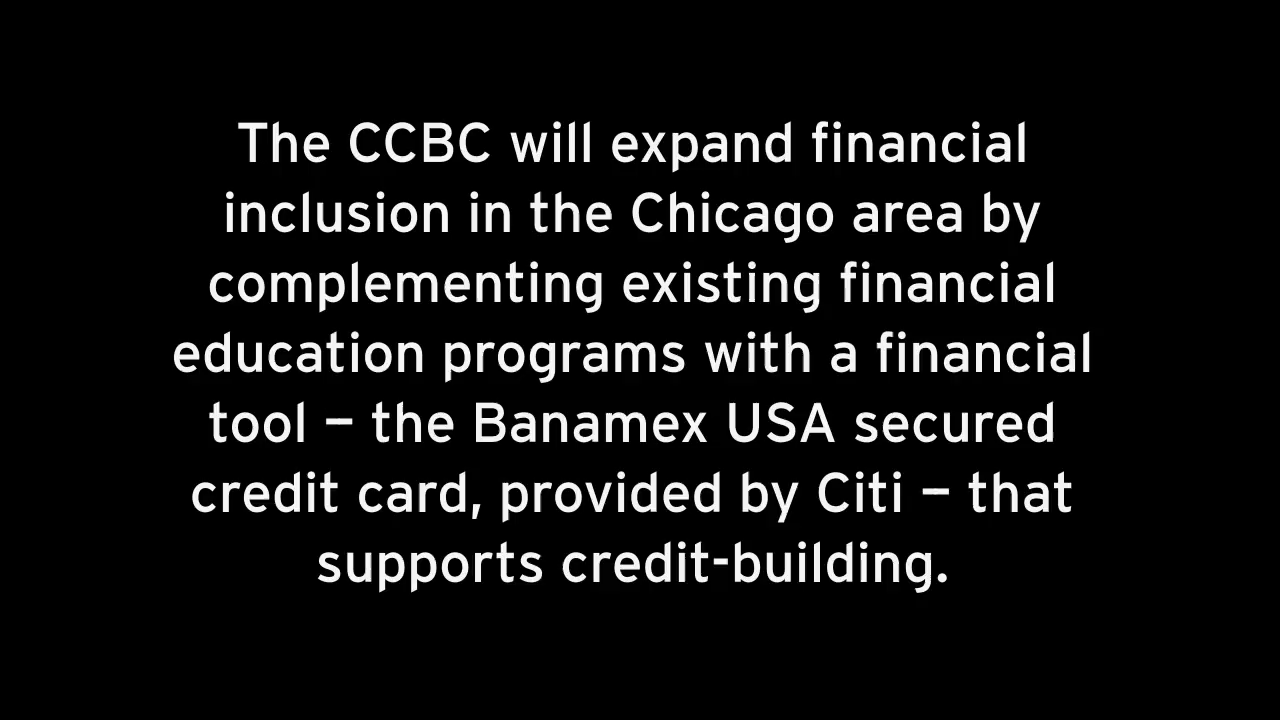 The CCBC will expand financial
inclusion in the Chicago area by
complementing existing financial
education programs with a financial
tool – the Banamex USA secured
credit card, provided by Citi – that
supports credit-building.